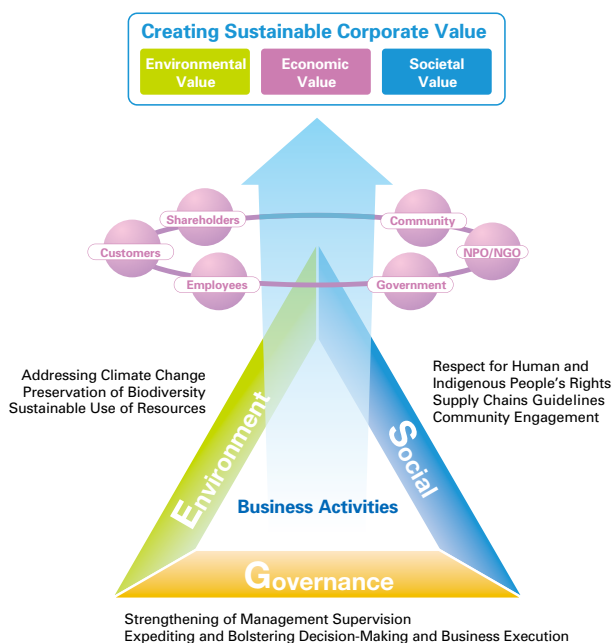 Creating Sustainable Corporate Value
Environmental
Value
Economic
Value
Societal
Value
Shareholders
Community
Customers
NPO/NGO
Employees
Government
Addressing Climate Change
Preservation of Biodiversity
Sustainable Use of Resources
Respect for Human and
Indigenous People's Rights
Supply Chains Guidelines
Community Engagement
Environment
Social
Business Activities
Governance
Strengthening of Management Supervision
Expediting and Bolstering Decision-Making and Business Execution